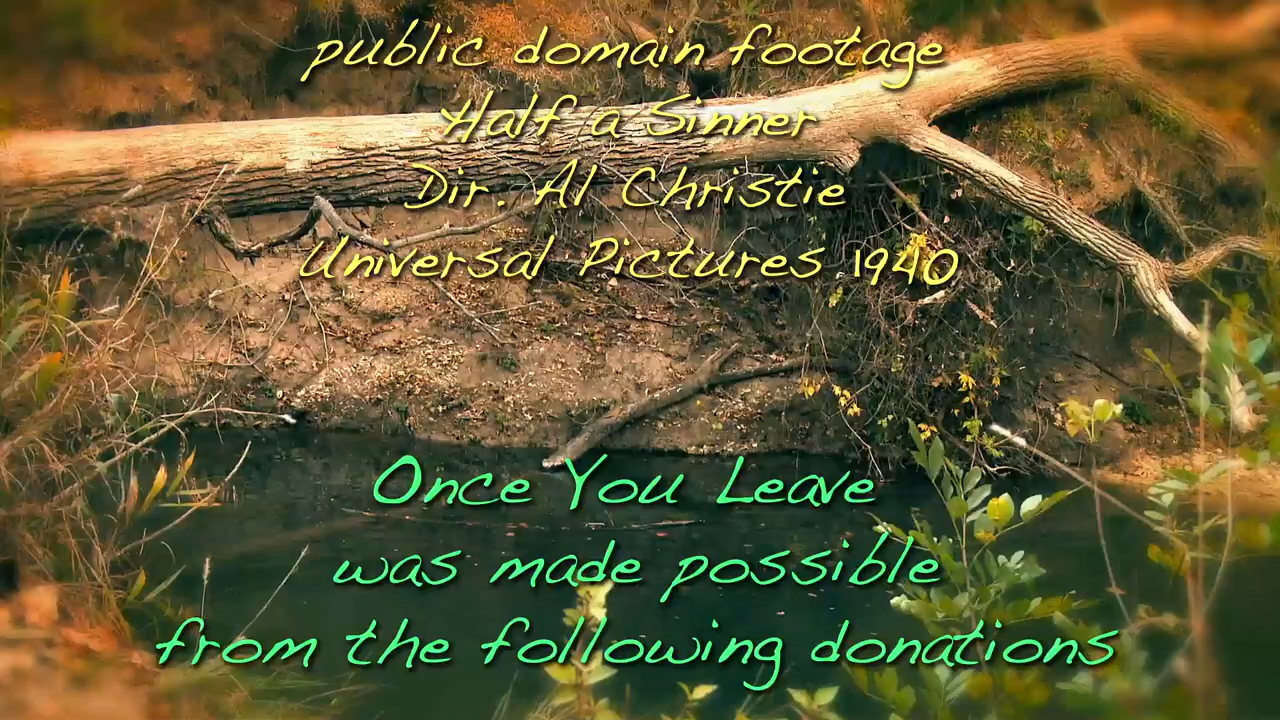 public domain footage
Half a Sinner
Dir. Al Christie
Universal Pictures 1940
Once You Leave
was made possible
from the following donations